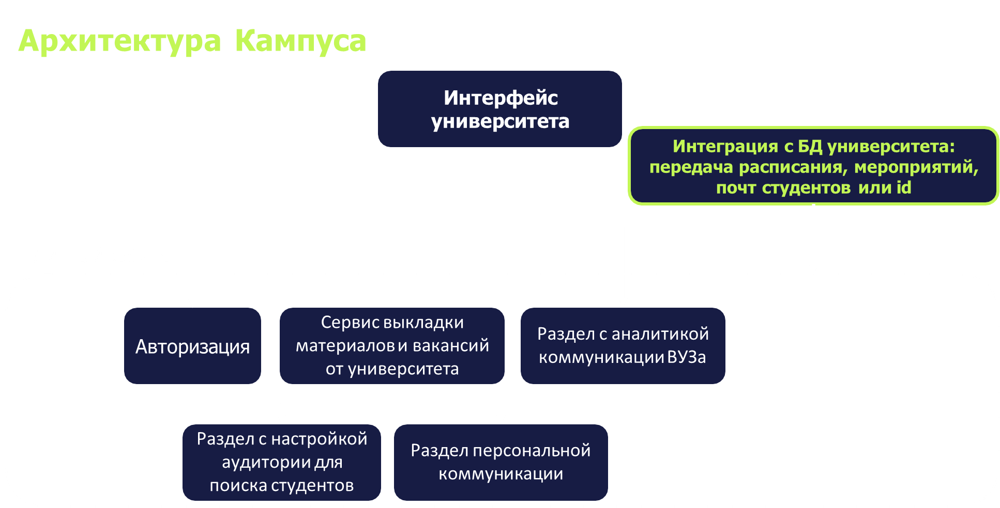 Архитектура Кампуса
Интерфейс
университета
Интеграция с БД университета:
передача расписания, мероприятий,
почт студентов или id
Авторизация
Сервис выкладки
материалов и вакансий
от университета
Раздел с аналитикой
коммуникации ВУЗа
Раздел с настройкой
аудитории для
поиска студентов
Раздел персональной
коммуникации